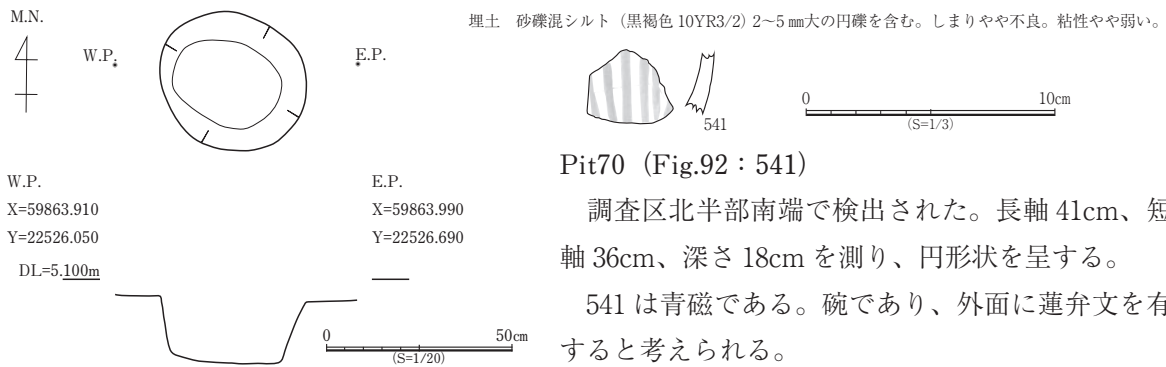 M.N.
W.P.
E.P.
W.P.
X=59863.910
Y=22526.050
E.P.
X=59863.990
Y=22526.690
DL=5.100m
0 50cm
(S=1/20)
埋土　砂礫混シルト（黒褐色 10YR3/2）2～5 ㎜大の円礫を含む。しまりやや不良。粘性やや弱い。
541
0 10cm
(S=1/3)
Pit70（Fig.92：541）
調査区北半部南端で検出された。長軸 41cm、短
軸 36cm、深さ 18cm を測り、円形状を呈する。
541 は青磁である。碗であり、外面に蓮弁文を有
すると考えられる。